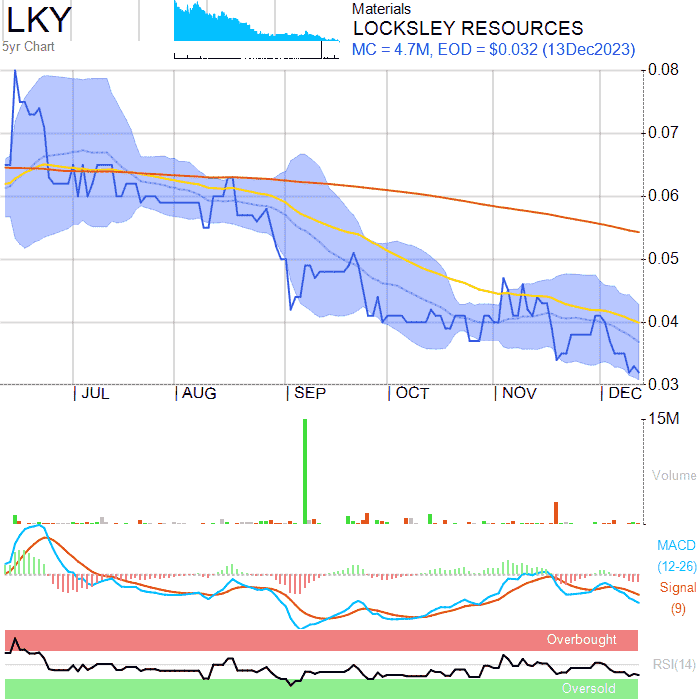 LKY
5yr Chart
Materials
LOCKSLEY RESOURCES
MC = 4.7M, EOD = $0.032 (13Dec2023)
0.08
0.07
0.06
0.05
0.04
0.03
JUL AUG SEP OCT NOV DEC
15M
Volume
MACD
(12-26)
Signal
(9)
Overbought
RSI(14)
Oversold